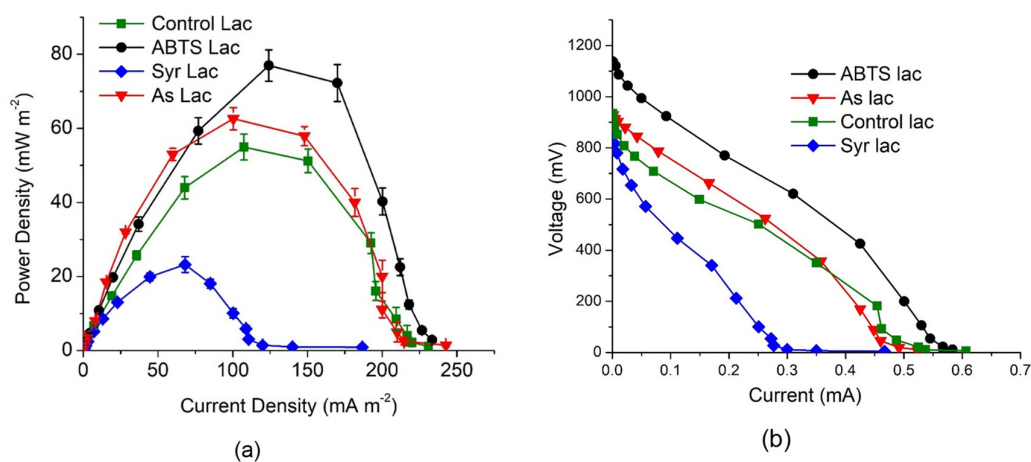 Control Lac
ABTS Lac
Syr Lac
As Lac
80
60
40
20
0
0 50 100 150 200 250
Power Density (mW m-2)
Current Density (mA m-2)
(a)
ABTS lac
As lac
Control lac
Syr lac
1200
1000
800
600
400
200
0
0.0 0.1 0.2 0.3 0.4 0.5 0.6 0.7
Voltage (mV)
Current (mA)
(b)